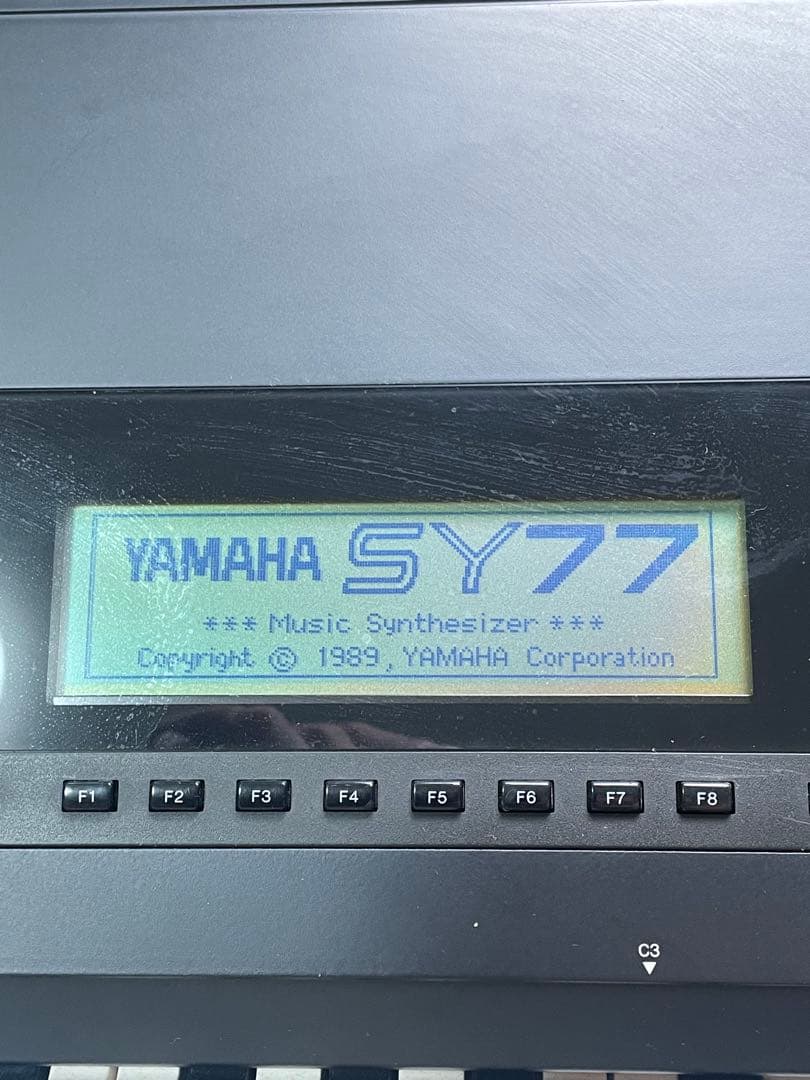 YAMAHA SY77
*** Music Synthesizer ***
Copyright © 1989, YAMAHA Corporation
F1 F2 F3 F4 F5 F6 F7 F8
C3